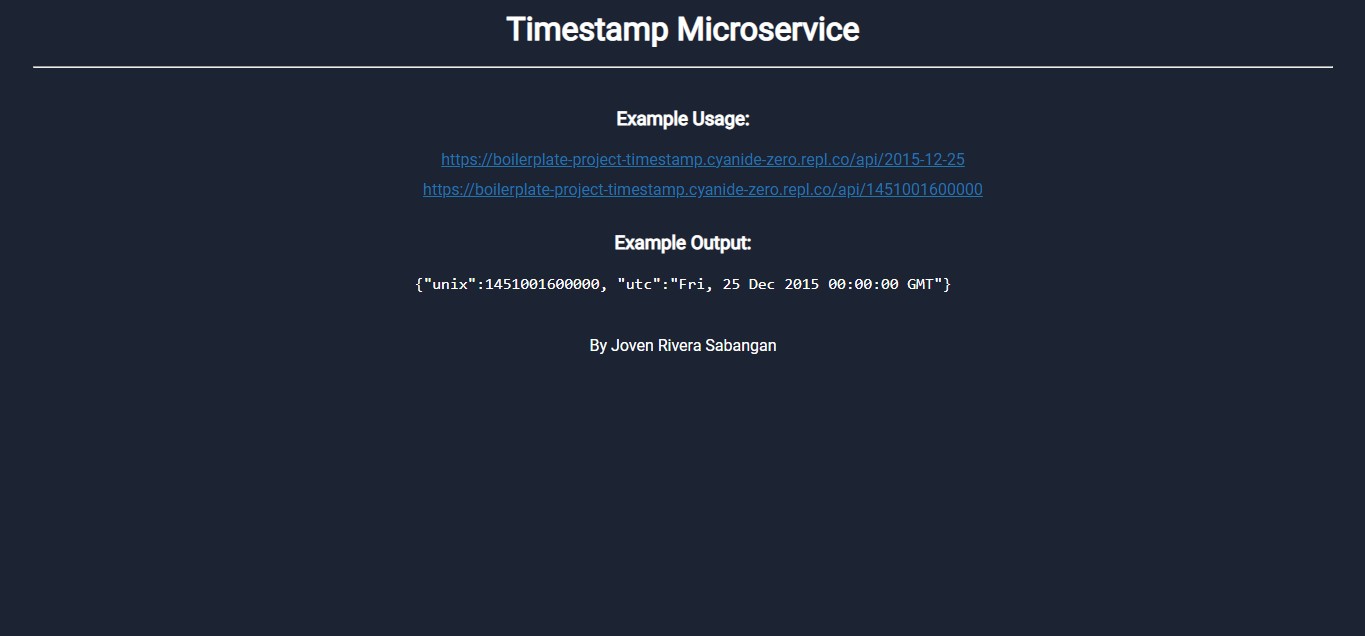 Timestamp Microservice
Example Usage:
https://boilerplate-project-timestamp.cyanide-zero.repl.co/api/2015-12-25
https://boilerplate-project-timestamp.cyanide-zero.repl.co/api/1451001600000
Example Output:
{"unix":1451001600000, "utc":"Fri, 25 Dec 2015 00:00:00 GMT"}
By Joven Rivera Sabangan